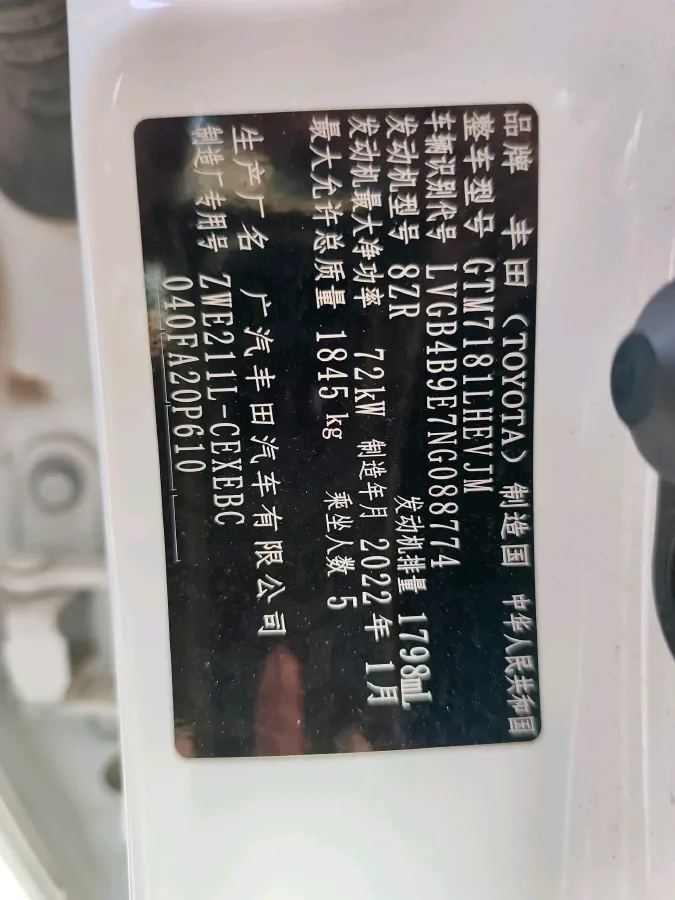 品牌 丰田（TOYOTA） 制造国 中华人民共和国
整车型号 GTM7181LHEVJM
车辆识别代号 LVGB4B9E7NG088774
发动机型号 8ZR 发动机排量 1798mL
发动机最大净功率 72kW 制造年月 2022年 1月
最大允许总质量 1845 kg 乘坐人数 5
生产厂名 广汽丰田汽车有限公司
制造厂专用号 ZWE211L-CEXEBC
040FA20P610